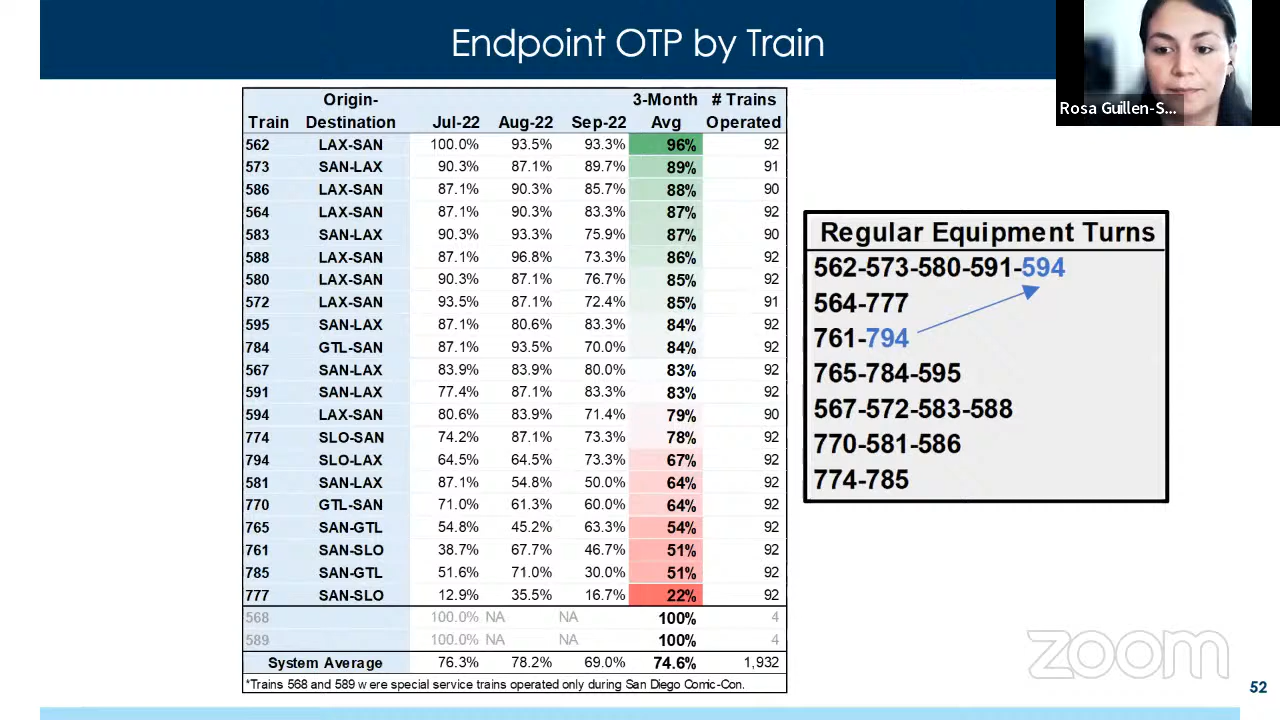 Endpoint OTP by Train
Rosa Guillen-S...
Origin- 3-Month # Trains
Train Destination Jul-22 Aug-22 Sep-22 Avg Operated
562 LAX-SAN 100.0% 93.5% 93.3% 96% 92
573 SAN-LAX 90.3% 87.1% 89.7% 89% 91
586 LAX-SAN 87.1% 90.3% 85.7% 88% 90
564 LAX-SAN 87.1% 90.3% 83.3% 87% 92
583 SAN-LAX 90.3% 93.3% 75.9% 87% 90
588 LAX-SAN 87.1% 96.8% 73.3% 86% 92
580 LAX-SAN 90.3% 87.1% 76.7% 85% 92
572 LAX-SAN 93.5% 87.1% 72.4% 85% 91
595 SAN-LAX 87.1% 80.6% 83.3% 84% 92
784 GTL-SAN 87.1% 93.5% 70.0% 84% 92
567 SAN-LAX 83.9% 83.9% 80.0% 83% 92
591 SAN-LAX 77.4% 87.1% 83.3% 83% 92
594 LAX-SAN 80.6% 83.9% 71.4% 79% 90
774 SLO-SAN 74.2% 87.1% 73.3% 78% 92
794 SLO-LAX 64.5% 64.5% 73.3% 67% 92
581 SAN-LAX 87.1% 54.8% 50.0% 64% 92
770 GTL-SAN 71.0% 61.3% 60.0% 64% 92
765 SAN-GTL 54.8% 45.2% 63.3% 54% 92
761 SAN-SLO 38.7% 67.7% 46.7% 51% 92
785 SAN-GTL 51.6% 71.0% 30.0% 51% 92
777 SAN-SLO 12.9% 35.5% 16.7% 22% 92
568 100.0% NA NA 100% 4
589 100.0% NA NA 100% 4
System Average 76.3% 78.2% 69.0% 74.6% 1,932
*Trains 568 and 589 were special service trains operated only during San Diego Comic-Con.
Regular Equipment Turns
562-573-580-591-594
564-777
761-794
765-784-595
567-572-583-588
770-581-586
774-785
zoom
52